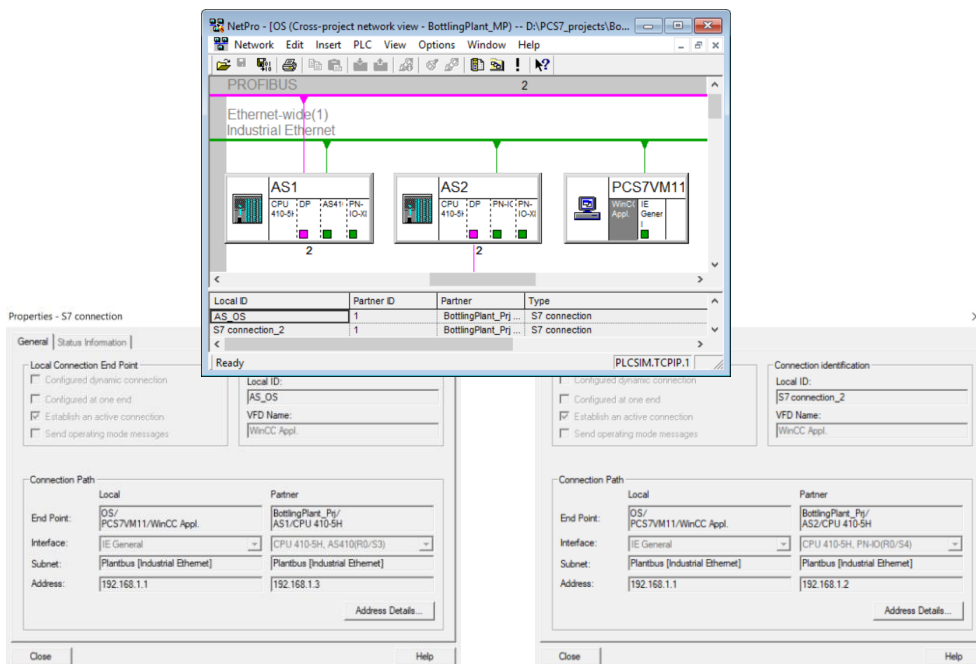 NetPro - [OS (Cross-project network view - BottlingPlant_MP) -- D:\PCS7_projects\Bo...
Network Edit Insert PLC View Options Window Help
PROFIBUS 2
Ethernet-wide(1)
Industrial Ethernet
AS1
CPU 410-5H DP AS41 PN-IO-X
2
AS2
CPU 410-5H DP PN-IO PN-IO-X
2
PCS7VM11
WinCC Appl. IE Gener
Local ID Partner ID Partner Type
AS_OS 1 BottlingPlant_Prj ... S7 connection
S7 connection_2 1 BottlingPlant_Prj ... S7 connection
Ready PLCSIM.TCPIP.1
Properties - S7 connection
General Status Information
Local Connection End Point
Configured dynamic connection
Configured at one end
Establish an active connection
Send operating mode messages
Local ID:
AS_OS
VFD Name:
WinCC Appl.
Connection Path
Local Partner
End Point: OS/ BottlingPlant_Prj/
PCS7VM11/WinCC Appl. AS1/CPU 410-5H
Interface: IE General CPU 410-5H, AS410(R0/S3)
Subnet: Plantbus [Industrial Ethernet] Plantbus [Industrial Ethernet]
Address: 192.168.1.1 192.168.1.3
Address Details...
Close Help
Configured dynamic connection
Configured at one end
Establish an active connection
Send operating mode messages
Connection identification
Local ID:
S7 connection_2
VFD Name:
WinCC Appl.
Connection Path
Local Partner
End Point: OS/ BottlingPlant_Prj/
PCS7VM11/WinCC Appl. AS2/CPU 410-5H
Interface: IE General CPU 410-5H, PN-IO(R0/S4)
Subnet: Plantbus [Industrial Ethernet] Plantbus [Industrial Ethernet]
Address: 192.168.1.1 192.168.1.2
Address Details...
Close Help